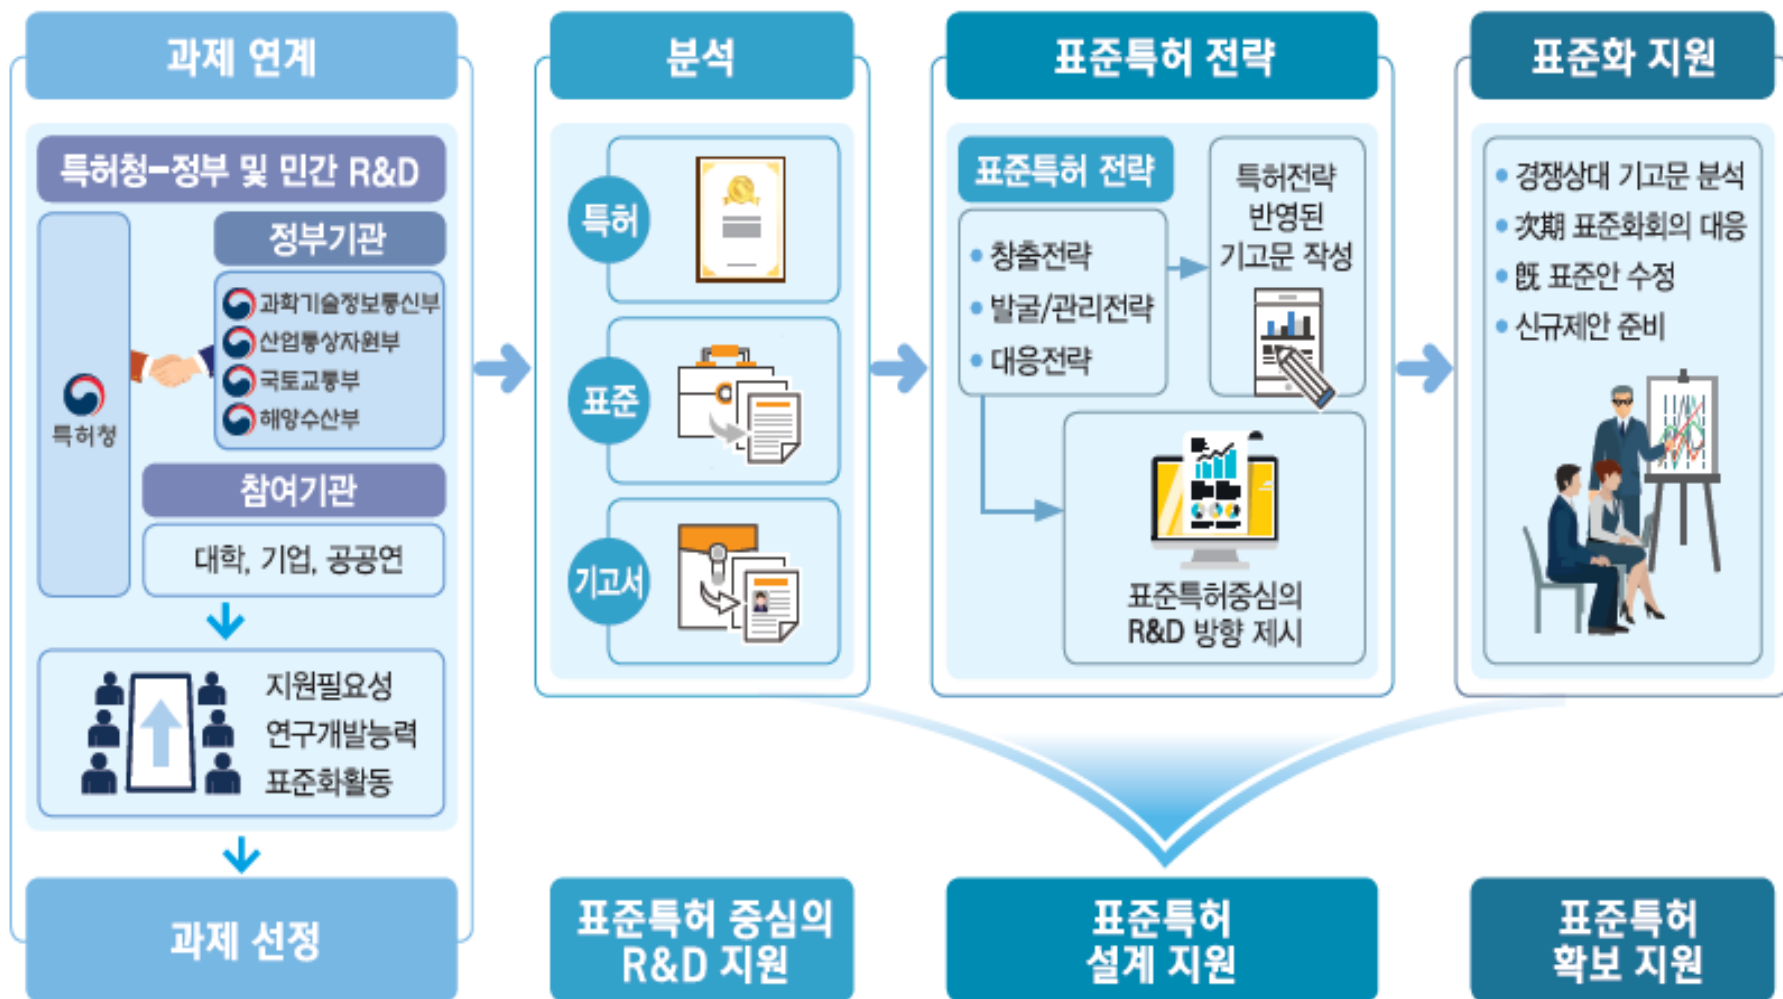 과제 연계
특허청-정부 및 민간 R&D
정부기관
과학기술정보통신부
산업통상자원부
국토교통부
해양수산부
특허청
참여기관
대학, 기업, 공공연
지원필요성
연구개발능력
표준화활동
과제 선정
분석
특허
표준
기고서
표준특허 중심의
R&D 지원
표준특허 전략
표준특허 전략
• 창출전략
• 발굴/관리전략
• 대응전략
특허전략
반영된
기고문 작성
표준특허중심의
R&D 방향 제시
표준특허
설계 지원
표준화 지원
• 경쟁상대 기고문 분석
• 次期 표준화회의 대응
• 旣 표준안 수정
• 신규제안 준비
표준특허
확보 지원